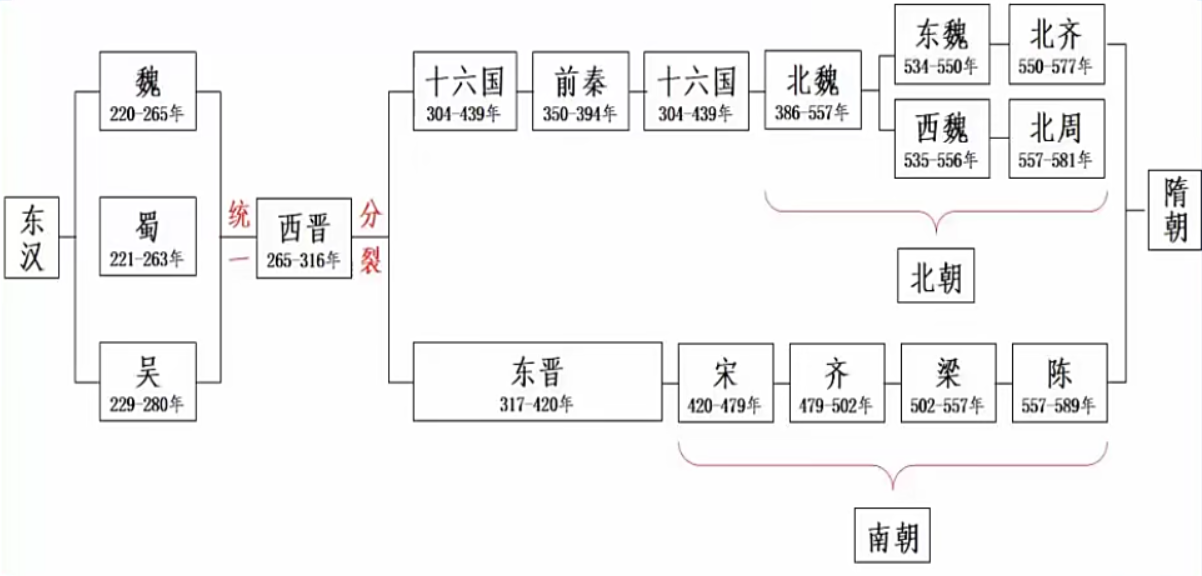 东汉
魏
220-265年
蜀
221-263年
吴
229-280年
统一
西晋
265-316年
分裂
十六国
304-439年
前秦
350-394年
十六国
304-439年
北魏
386-557年
东魏
534-550年
北齐
550-577年
西魏
535-556年
北周
557-581年
北朝
东晋
317-420年
宋
420-479年
齐
479-502年
梁
502-557年
陈
557-589年
南朝
隋朝